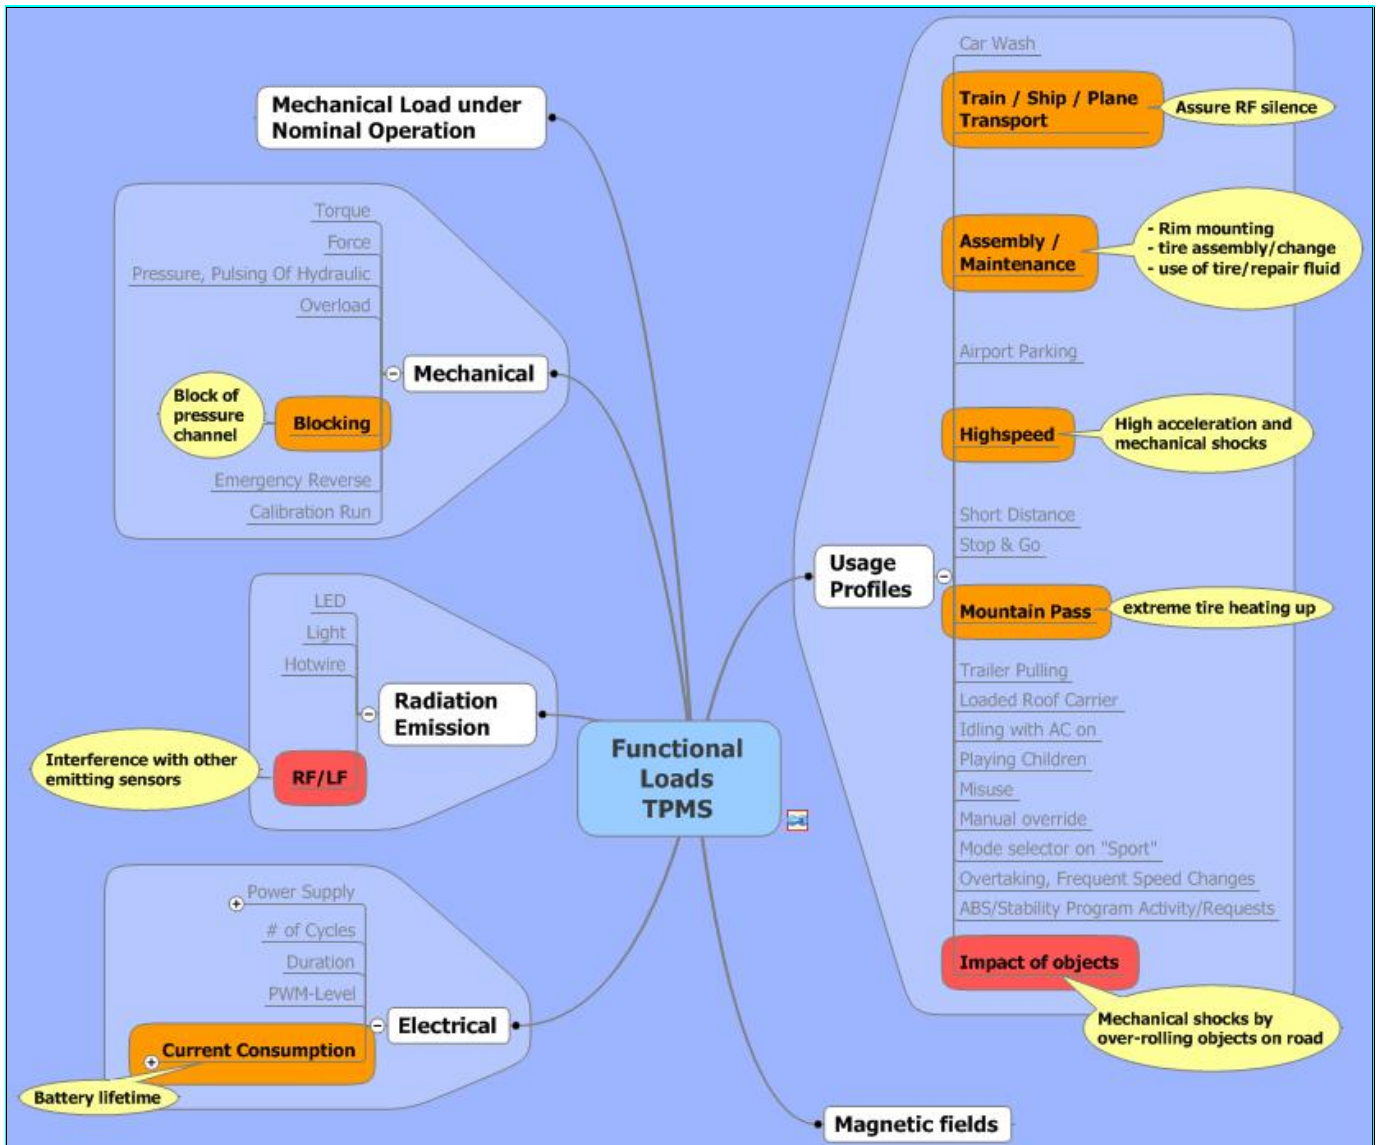 Mechanical Load under
Nominal Operation
Torque
Force
Pressure, Pulsing Of Hydraulic
Overload
Mechanical
Block of
pressure
channel
Blocking
Emergency Reverse
Calibration Run
LED
Light
Hotwire
Radiation
Emission
Interference with other
emitting sensors
RF/LF
Power Supply
# of Cycles
Duration
PWM-Level
Electrical
Current Consumption
Battery lifetime
Functional
Loads
TPMS
Car Wash
Train / Ship / Plane
Transport
Assure RF silence
Assembly /
Maintenance
- Rim mounting
- tire assembly/change
- use of tire/repair fluid
Airport Parking
Highspeed
High acceleration and
mechanical shocks
Short Distance
Stop & Go
Usage
Profiles
Mountain Pass
extreme tire heating up
Trailer Pulling
Loaded Roof Carrier
Idling with AC on
Playing Children
Misuse
Manual override
Mode selector on "Sport"
Overtaking, Frequent Speed Changes
ABS/Stability Program Activity/Requests
Impact of objects
Mechanical shocks by
over-rolling objects on road
Magnetic fields